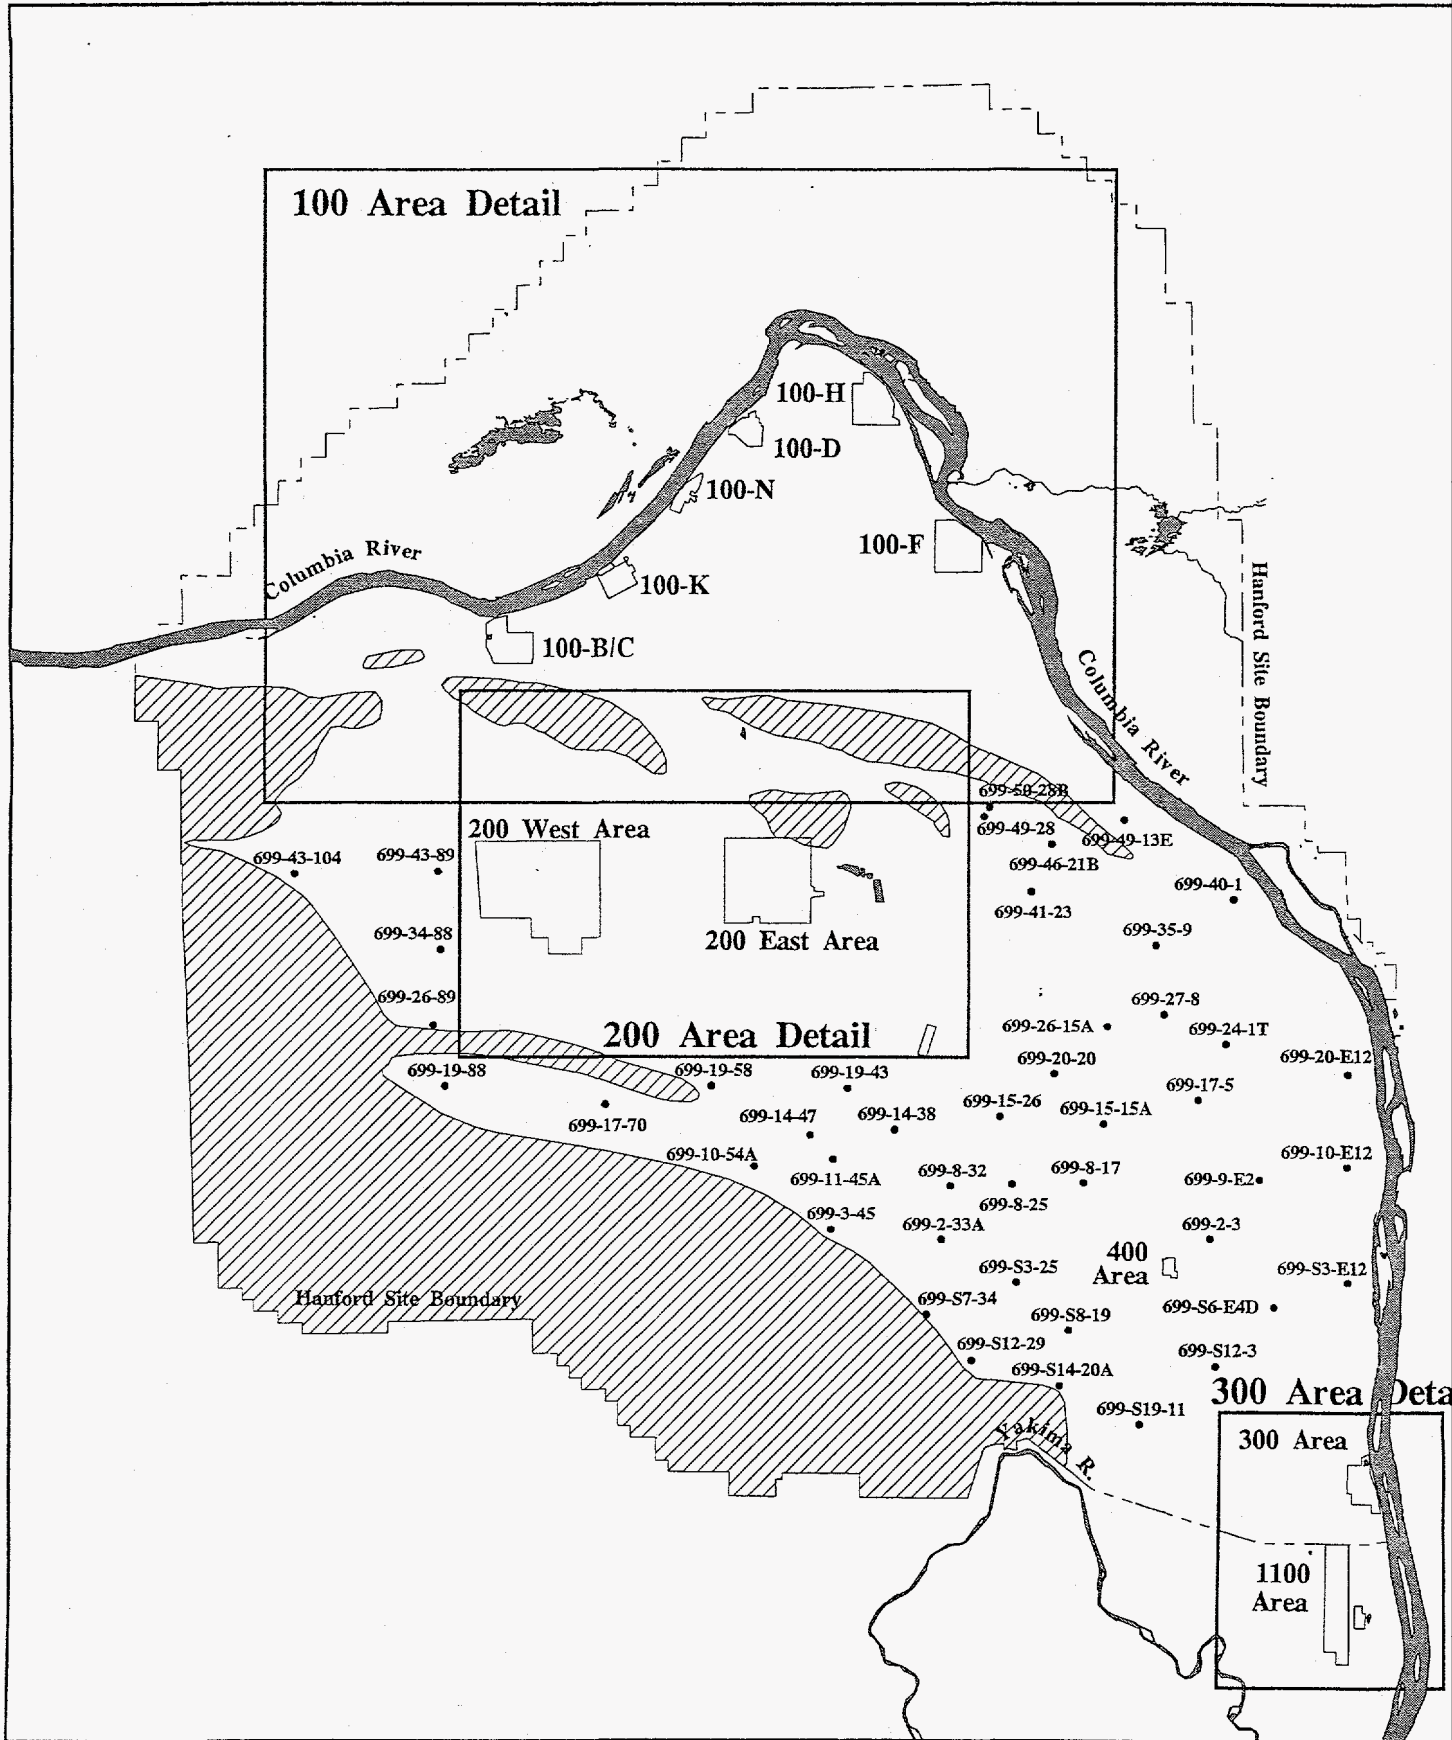 100 Area Detail
100-H
100-D
100-N
100-F
Columbia River
100-K
Hanford Site Boundary
100-B/C
Columbia River
699-50-28B
200 West Area
699-49-28
699-49-13E
699-43-104
699-43-89
699-46-21B
699-40-1
699-41-23
699-34-88
200 East Area
699-35-9
699-26-89
699-27-8
200 Area Detail
699-26-15A
699-24-1T
699-20-20
699-20-E12
699-19-88
699-19-58
699-19-43
699-17-5
699-15-26
699-15-15A
699-14-47
699-14-38
699-17-70
699-10-54A
699-10-E12
699-11-45A
699-8-32
699-8-17
699-9-E2
699-8-25
699-3-45
699-2-33A
699-2-3
400
Area
699-S3-25
699-S3-E12
Hanford Site Boundary
699-S7-34
699-S6-E4D
699-S8-19
699-S12-29
699-S12-3
699-S14-20A
300 Area Deta
699-S19-11
Yakima R.
300 Area
1100
Area